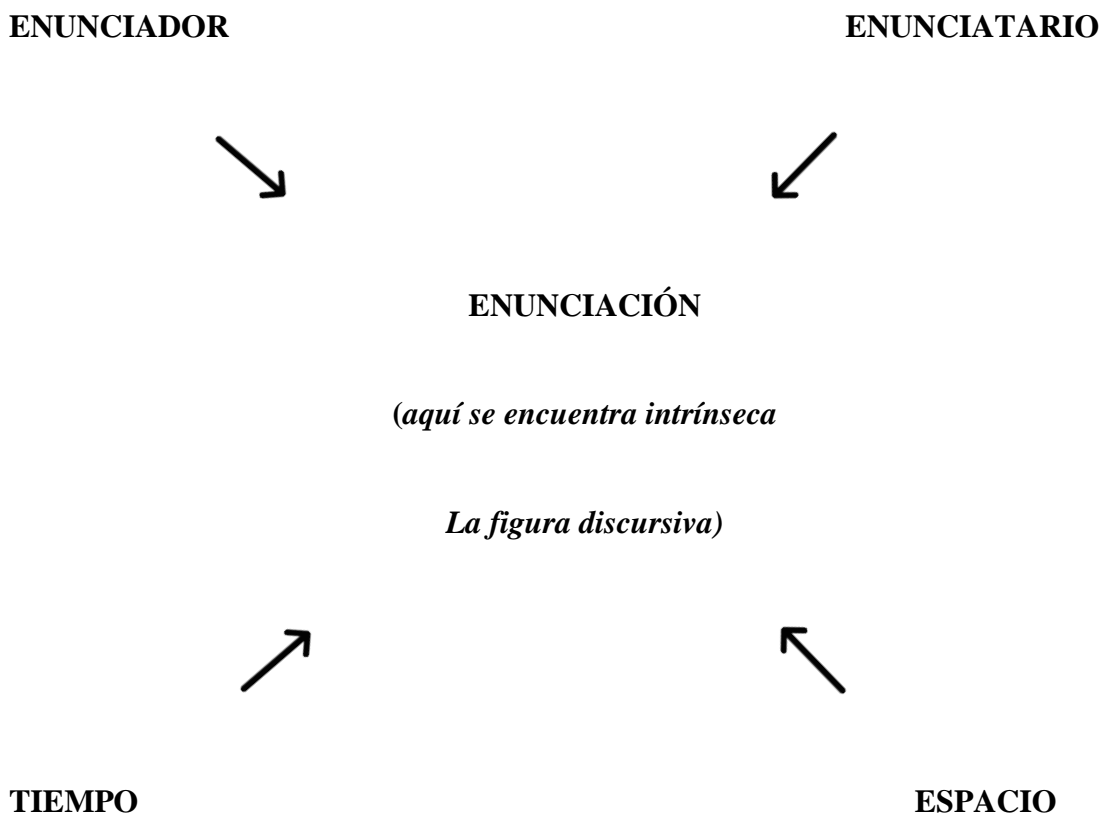 ENUNCIADOR
ENUNCIATARIO
ENUNCIACIÓN
(aquí se encuentra intrínseca
La figura discursiva)
TIEMPO
ESPACIO